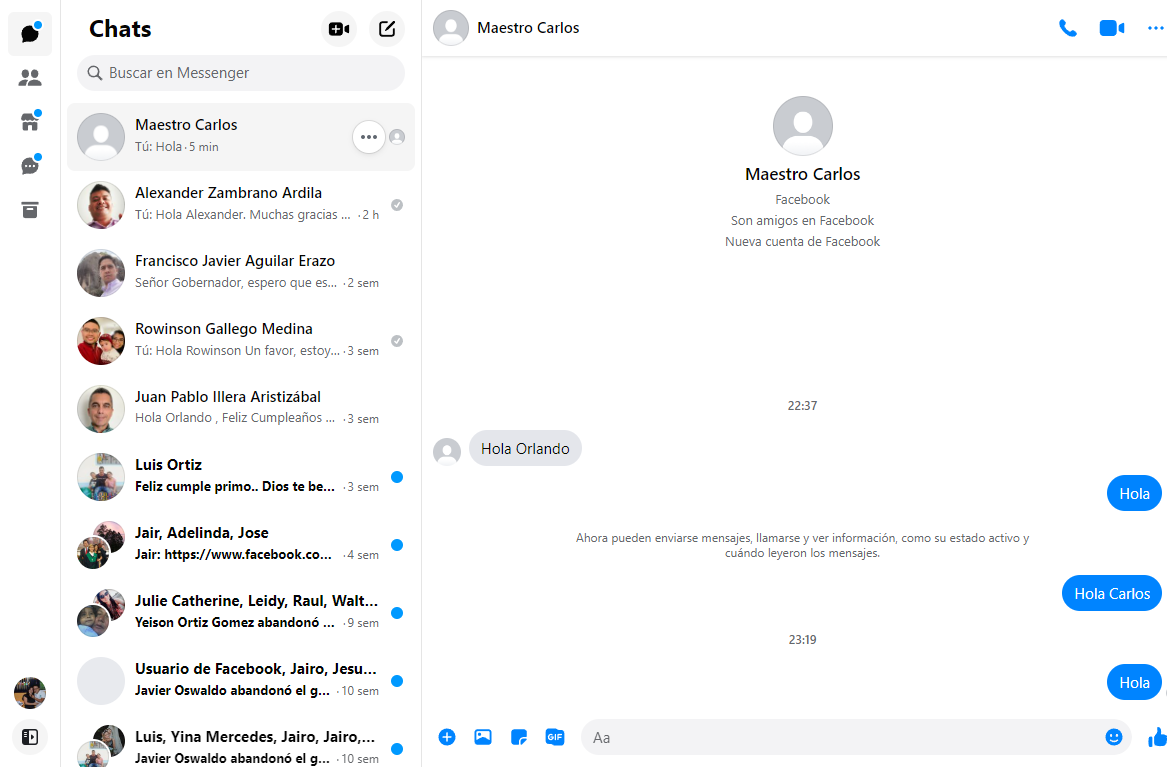 Chats
Buscar en Messenger
Maestro Carlos
Tú: Hola · 5 min
Alexander Zambrano Ardila
Tú: Hola Alexander. Muchas gracias ... · 2 h
Francisco Javier Aguilar Erazo
Señor Gobernador, espero que es... · 2 sem
Rowinson Gallego Medina
Tú: Hola Rowinson Un favor, estoy... · 3 sem
Juan Pablo Illera Aristizábal
Hola Orlando , Feliz Cumpleaños ... · 3 sem
Luis Ortiz
Feliz cumple primo.. Dios te be... · 3 sem
Jair, Adelinda, Jose
Jair: https://www.facebook.co... · 4 sem
Julie Catherine, Leidy, Raul, Walt...
Yeison Ortiz Gomez abandonó ... · 9 sem
Usuario de Facebook, Jairo, Jesu...
Javier Oswaldo abandonó el g... · 10 sem
Luis, Yina Mercedes, Jairo, Jairo,...
Javier Oswaldo abandonó el g... · 10 sem
Maestro Carlos
Maestro Carlos
Facebook
Son amigos en Facebook
Nueva cuenta de Facebook
22:37
Hola Orlando
Hola
Ahora pueden enviarse mensajes, llamarse y ver información, como su estado activo y
cuándo leyeron los mensajes.
Hola Carlos
23:19
Hola
GIF
Aa